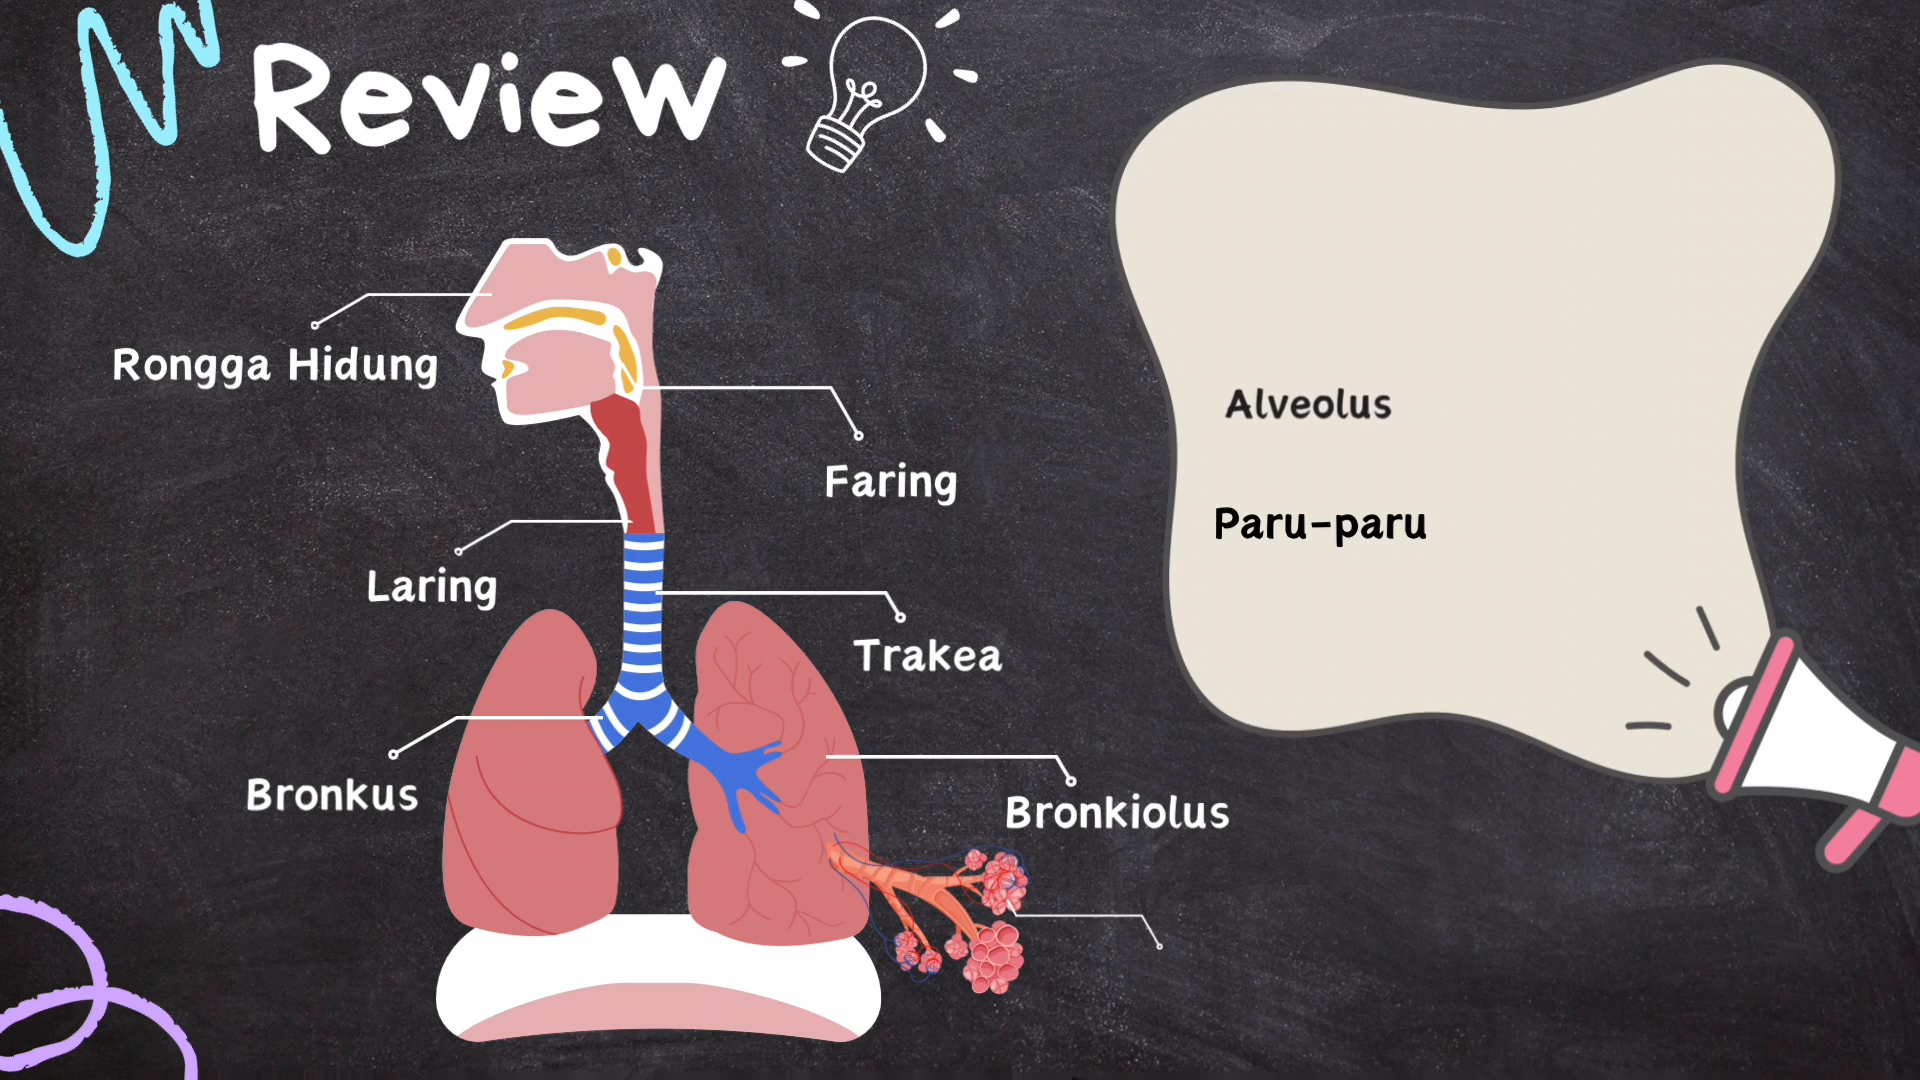 Review
Rongga Hidung
Faring
Laring
Trakea
Bronkus
Bronkiolus
Alveolus
Paru-paru